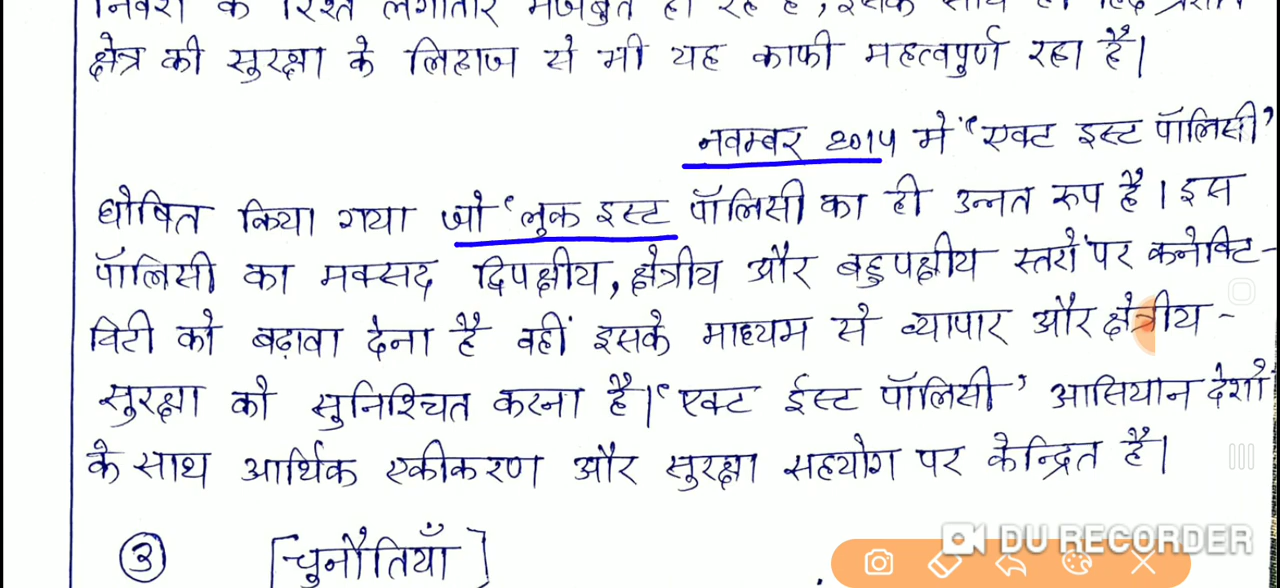 क्षेत्र की सुरक्षा के लिहाज से भी यह काफी महत्वपूर्ण रहा है।
नवम्बर 2014 में "एक्ट इस्ट पॉलिसी'
घोषित किया गया जो 'लुक इस्ट पॉलिसी का ही उन्नत रूप है। इस
पॉलिसी का मक्सद द्विपक्षीय, क्षेत्रीय और बहुपक्षीय स्तरों पर कनेक्टि-
विटी को बढ़ावा देना है वहीं इसके माध्यम से व्यापार और क्षेत्रीय -
सुरक्षा को सुनिश्चित करना है। 'एक्ट ईस्ट पॉलिसी' आसियान देशों
के साथ आर्थिक एकीकरण और सुरक्षा सहयोग पर केन्द्रित है।
③ [चुनौतियाँ]
DU RECORDER